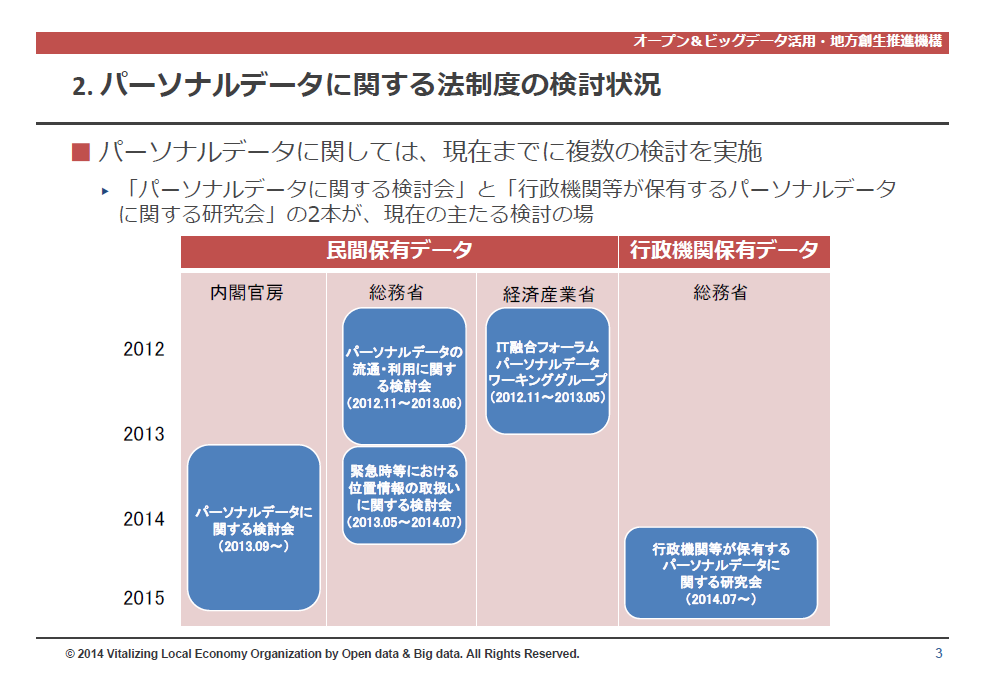 オープン&ビッグデータ活用・地方創生推進機構
2. パーソナルデータに関する法制度の検討状況
パーソナルデータに関しては、現在までに複数の検討を実施
「パーソナルデータに関する検討会」と「行政機関等が保有するパーソナルデータ
に関する研究会」の2本が、現在の主たる検討の場
民間保有データ
行政機関保有データ
内閣官房
総務省
経済産業省
総務省
2012
2013
2014
2015
パーソナルデータの
流通・利用に関す
る検討会
(2012.11～2013.06)
IT融合フォーラム
パーソナルデータ
ワーキンググループ
(2012.11～2013.05)
緊急時等における
位置情報の取扱い
に関する検討会
(2013.05～2014.07)
パーソナルデータに
関する検討会
(2013.09～)
行政機関等が保有する
パーソナルデータに
関する研究会
(2014.07～)
© 2014 Vitalizing Local Economy Organization by Open data & Big data. All Rights Reserved.
3